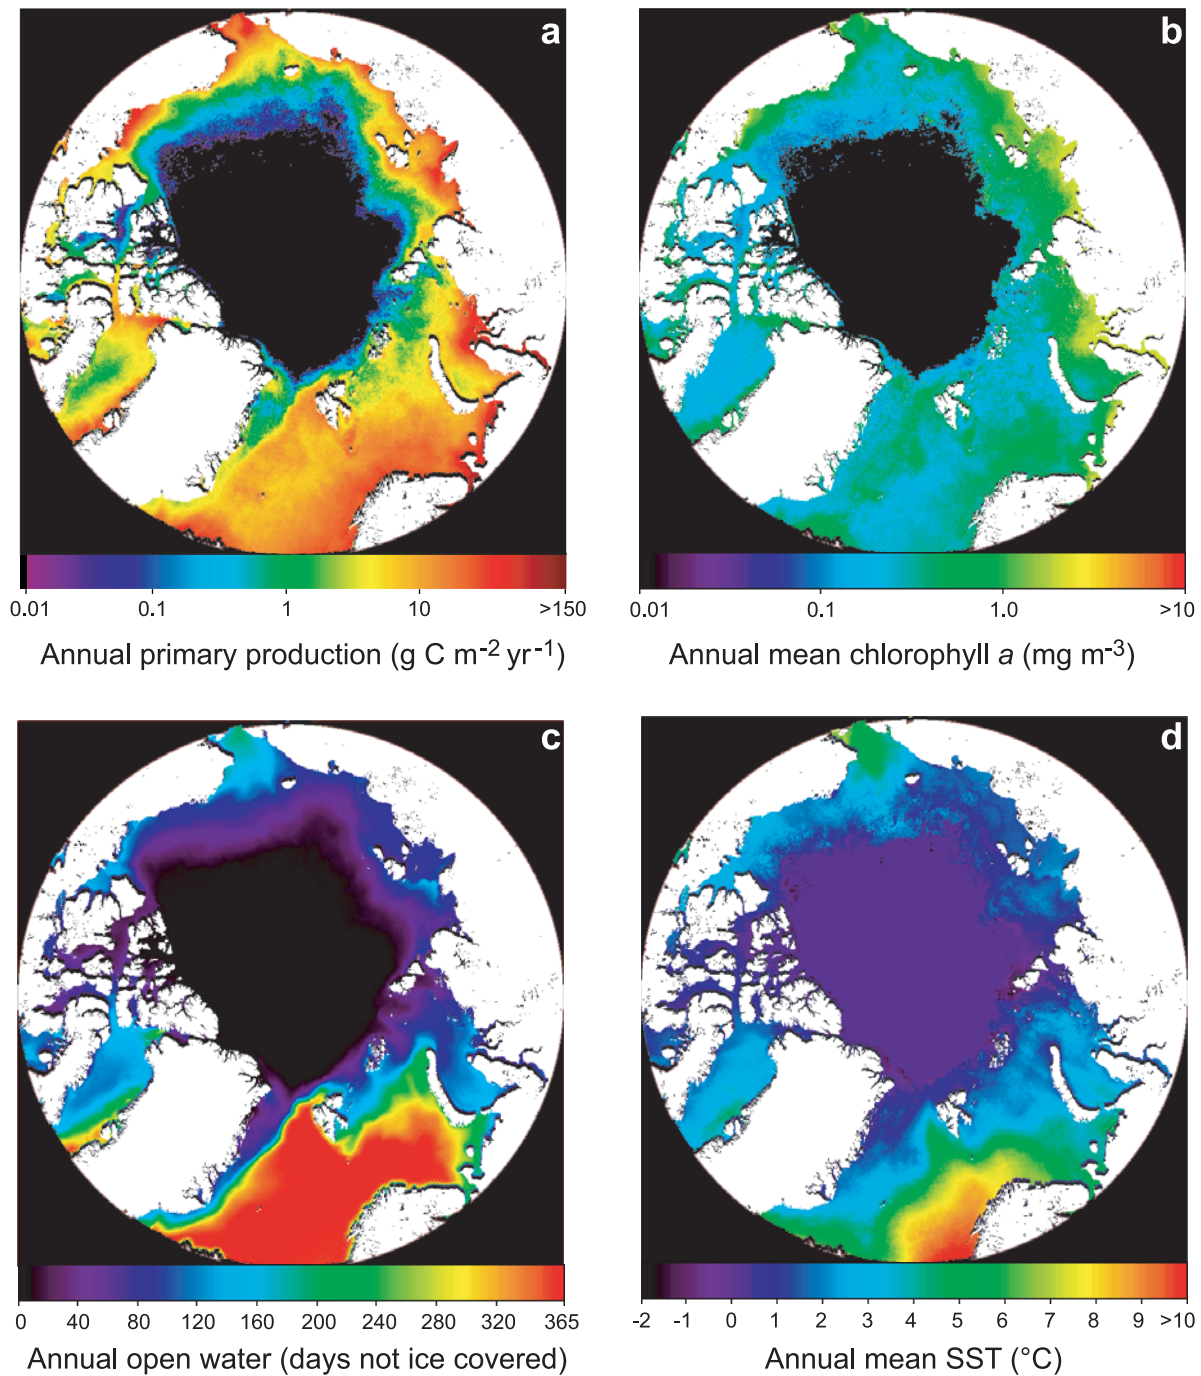 a
b
0.01 0.1 1 10 >150
Annual primary production (g C m⁻² yr⁻¹)
0.01 0.1 1.0 >10
Annual mean chlorophyll a (mg m⁻³)
c
d
0 40 80 120 160 200 240 280 320 365
Annual open water (days not ice covered)
-2 -1 0 1 2 3 4 5 6 7 8 9 >10
Annual mean SST (°C)